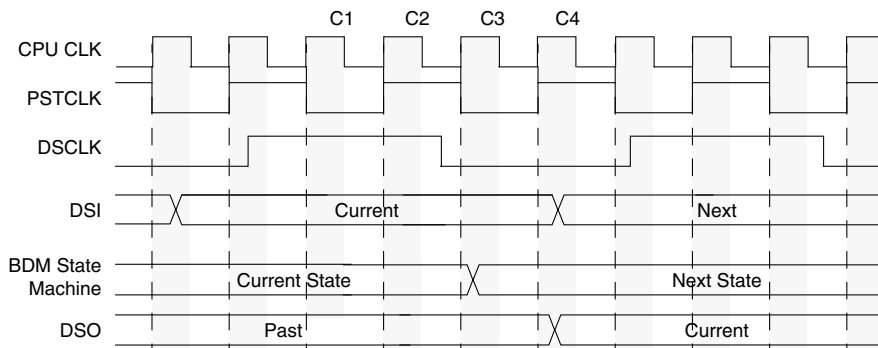 C1 C2 C3 C4
CPU CLK
PSTCLK
DSCLK
DSI Current Next
BDM State
Machine Current State Next State
DSO Past Current